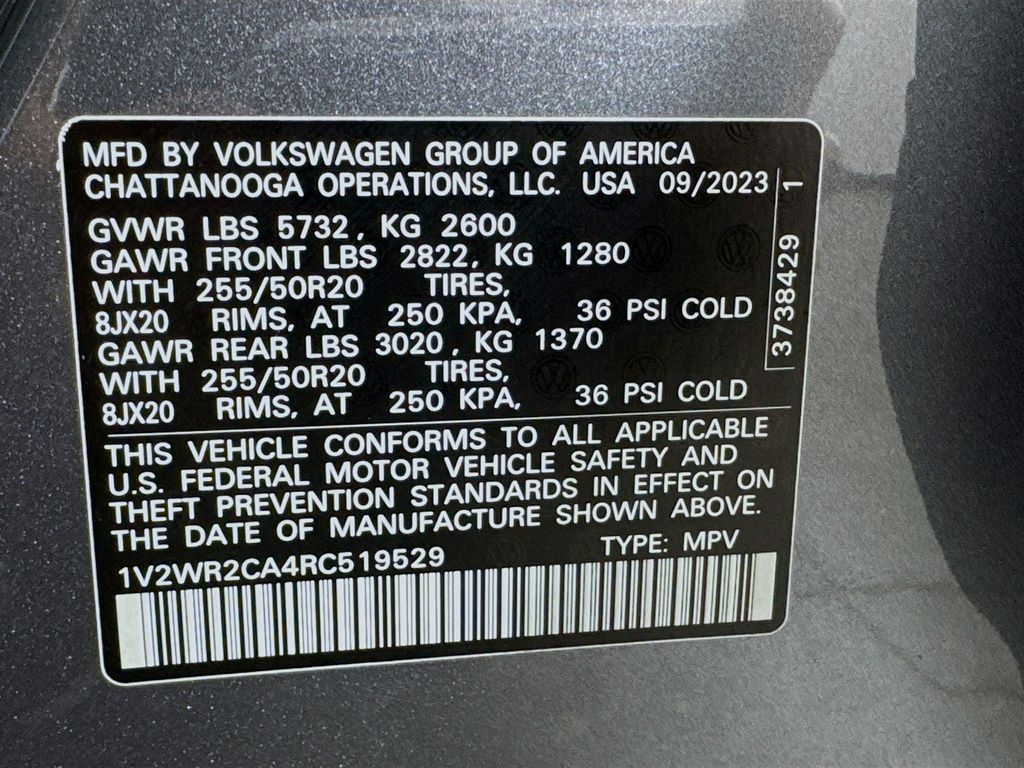 MFD BY VOLKSWAGEN GROUP OF AMERICA
CHATTANOOGA OPERATIONS, LLC. USA 09/2023
GVWR LBS 5732, KG 2600
GAWR FRONT LBS 2822, KG 1280
WITH 255/50R20 TIRES,
8JX20 RIMS, AT 250 KPA, 36 PSI COLD
GAWR REAR LBS 3020, KG 1370
WITH 255/50R20 TIRES,
8JX20 RIMS, AT 250 KPA, 36 PSI COLD
3738429 1
THIS VEHICLE CONFORMS TO ALL APPLICABLE
U.S. FEDERAL MOTOR VEHICLE SAFETY AND
THEFT PREVENTION STANDARDS IN EFFECT ON
THE DATE OF MANUFACTURE SHOWN ABOVE.
1V2WR2CA4RC519529 TYPE: MPV